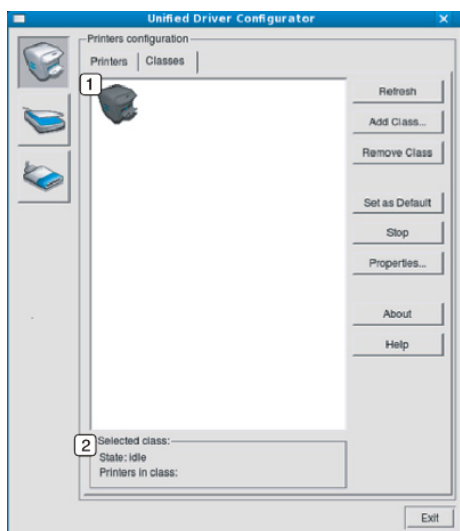 Unified Driver Configurator
Printers configuration
Printers Classes
1
Refresh
Add Class...
Remove Class
Set as Default
Stop
Properties...
About
Help
2
Selected class:
State: idle
Printers in class:
Exit